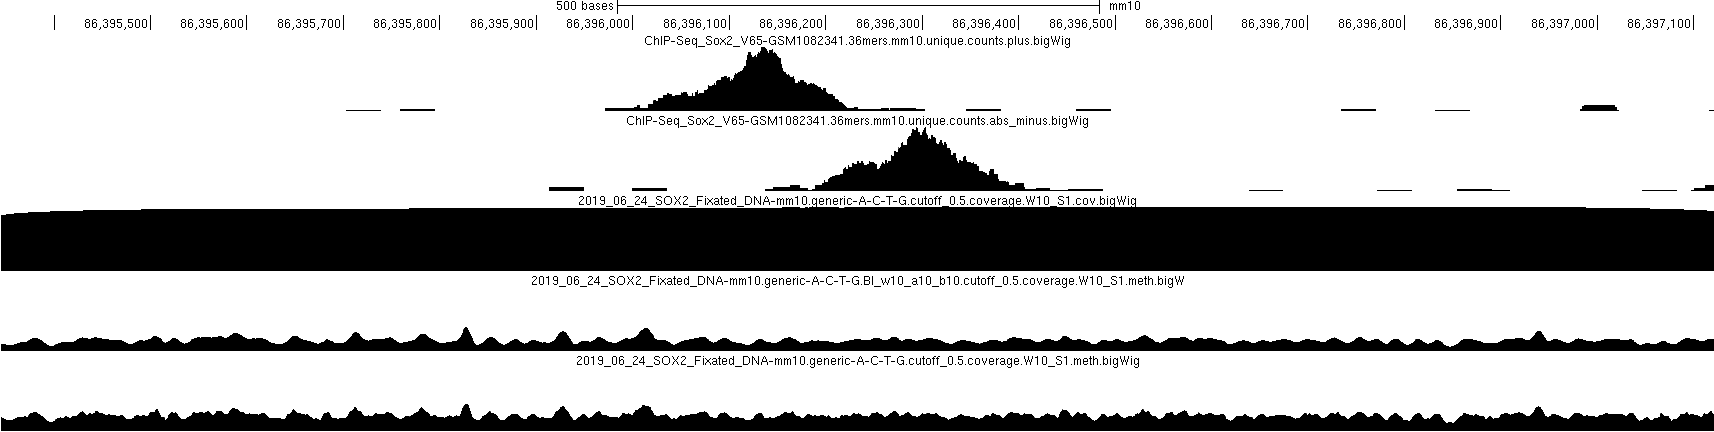 500 bases mm10
86,395,500 86,395,600 86,395,700 86,395,800 86,395,900 86,396,000 86,396,100 86,396,200 86,396,300 86,396,400 86,396,500 86,396,600 86,396,700 86,396,800 86,396,900 86,397,000 86,397,100
ChIP-Seq_Sox2_V65-GSM1082341.36mers.mm10.unique.counts.plus.bigWig
ChIP-Seq_Sox2_V65-GSM1082341.36mers.mm10.unique.counts.abs_minus.bigWig
2019_06_24_SOX2_Fixated_DNA-mm10.generic-A-C-T-G.cutoff_0.5.coverage.W10_S1.cov.bigWig
2019_06_24_SOX2_Fixated_DNA-mm10.generic-A-C-T-G.BI_w10_a10_b10.cutoff_0.5.coverage.W10_S1.meth.bigW
2019_06_24_SOX2_Fixated_DNA-mm10.generic-A-C-T-G.cutoff_0.5.coverage.W10_S1.meth.bigWig